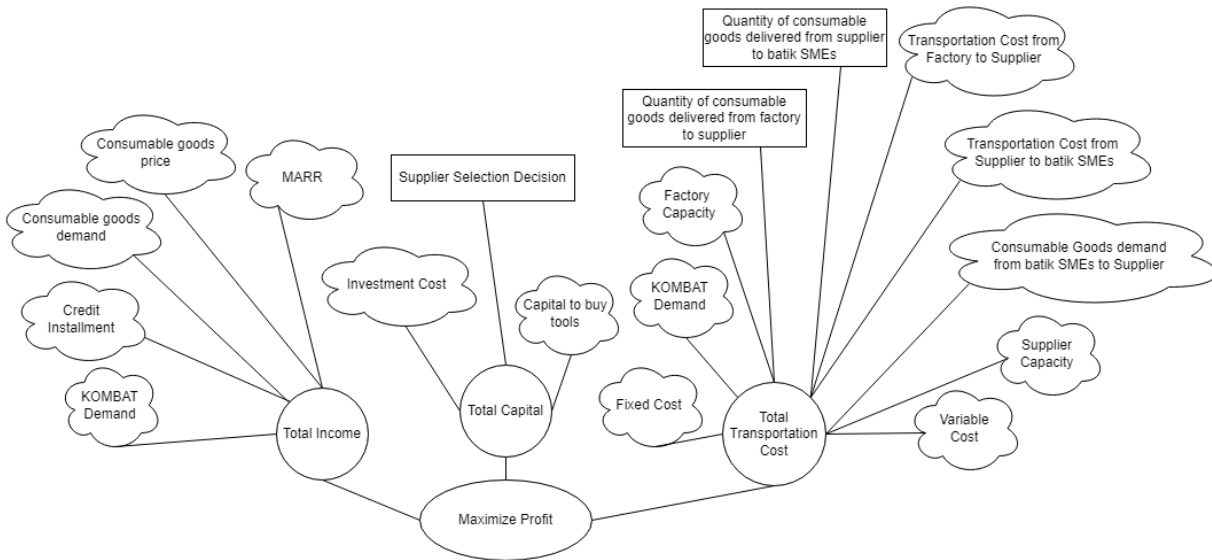 Quantity of consumable
goods delivered from supplier
to batik SMEs
Transportation Cost from
Factory to Supplier
Quantity of consumable
goods delivered from factory
to supplier
Consumable goods
price
MARR
Supplier Selection Decision
Transportation Cost from
Supplier to batik SMEs
Factory
Capacity
Consumable goods
demand
Consumable Goods demand
from batik SMEs to Supplier
Investment Cost
KOMBAT
Demand
Capital to buy
tools
Credit
Installment
Supplier
Capacity
KOMBAT
Demand
Fixed Cost
Total Income
Total Capital
Total
Transportation
Cost
Variable
Cost
Maximize Profit